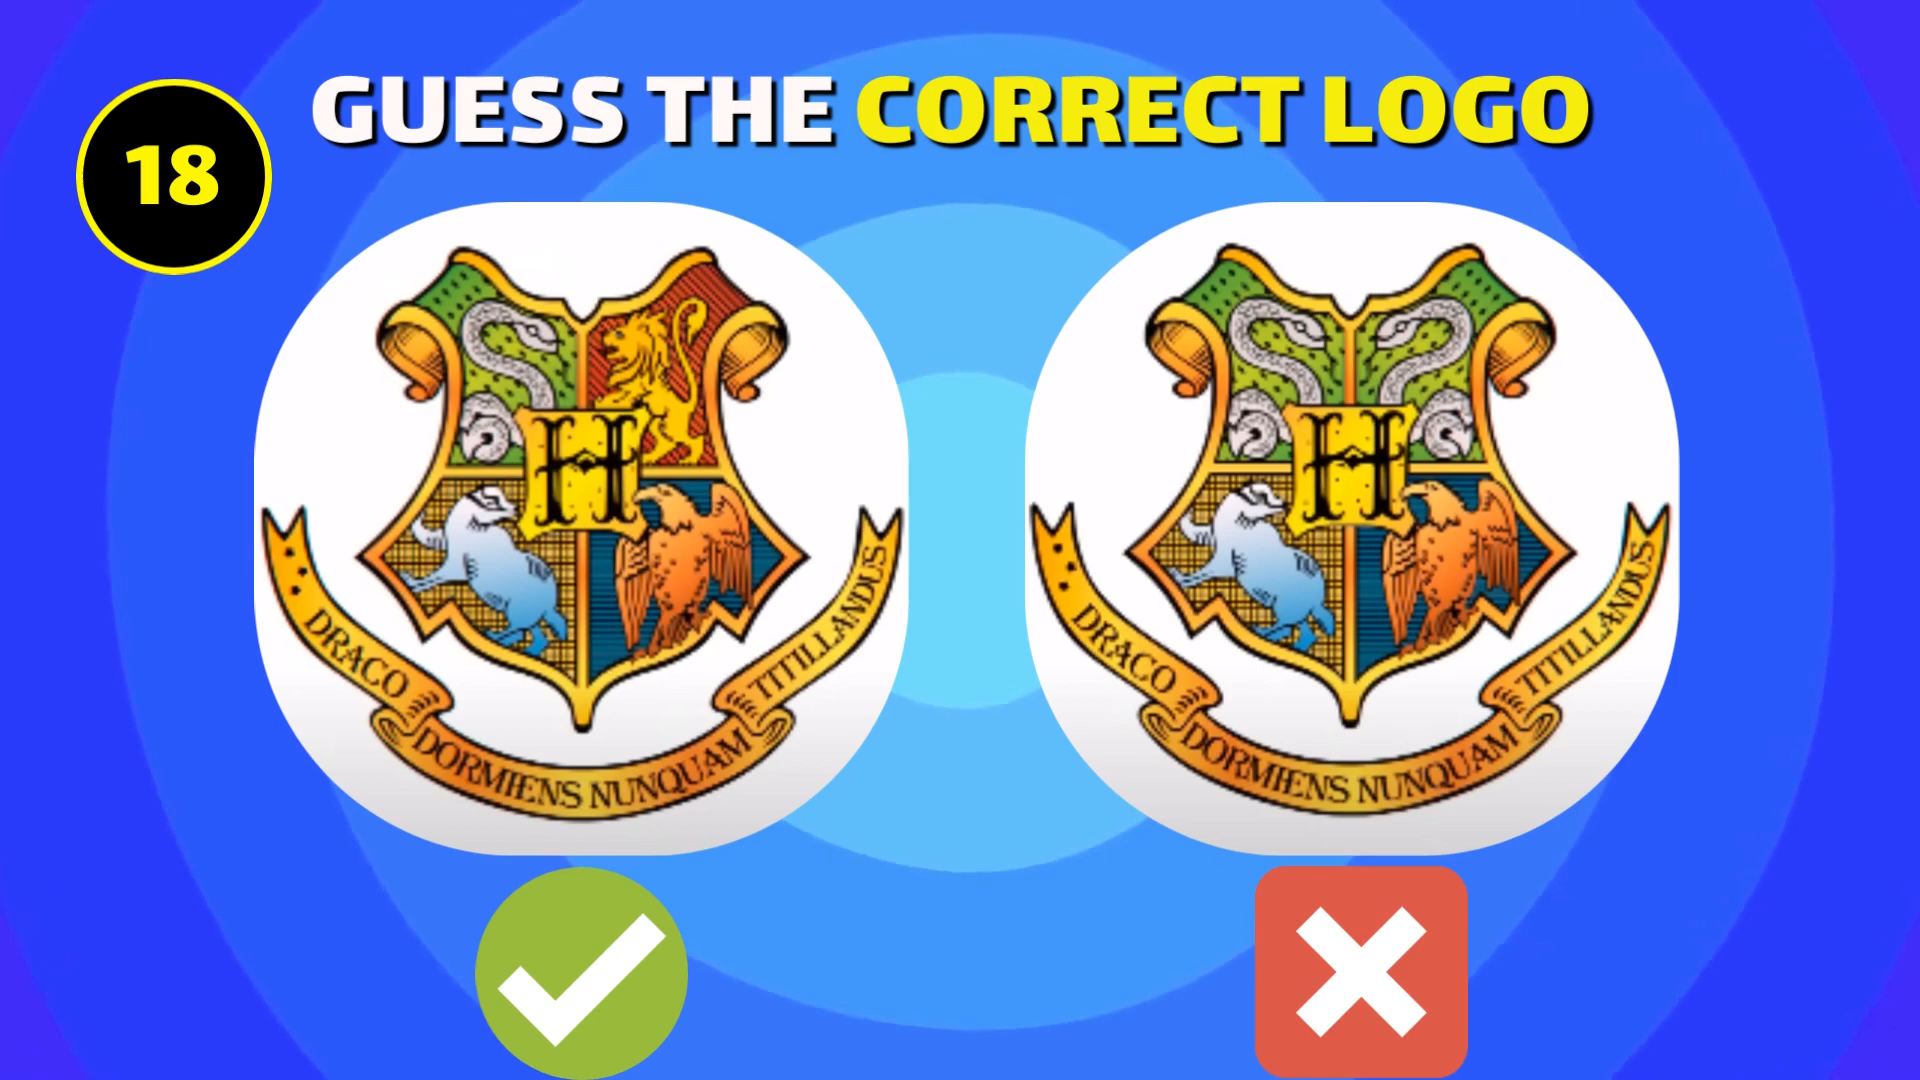 GUESS THE CORRECT LOGO
18
H
DRACO DORMIENS NUNQUAM TITILLANDUS
H
DRACO DORMIENS NUNQUAM TITILLANDUS